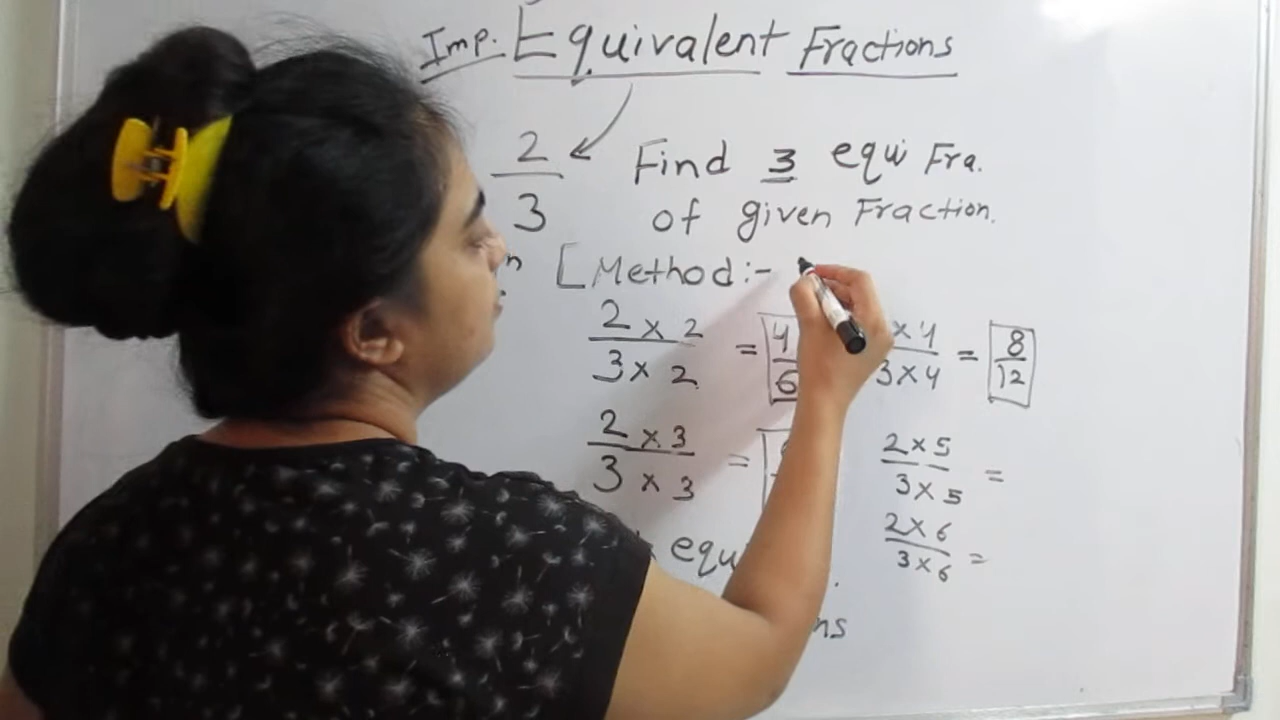 Imp. Equivalent Fractions
2
3
Find 3 equi Fra.
of given Fraction.
[Method:-
2 x 2
3 x 2
=
4
6
x 4
3 x 4
=
8
12
2 x 3
3 x 3
=
2 x 5
3 x 5
=
2 x 6
3 x 6
=
equ
ns